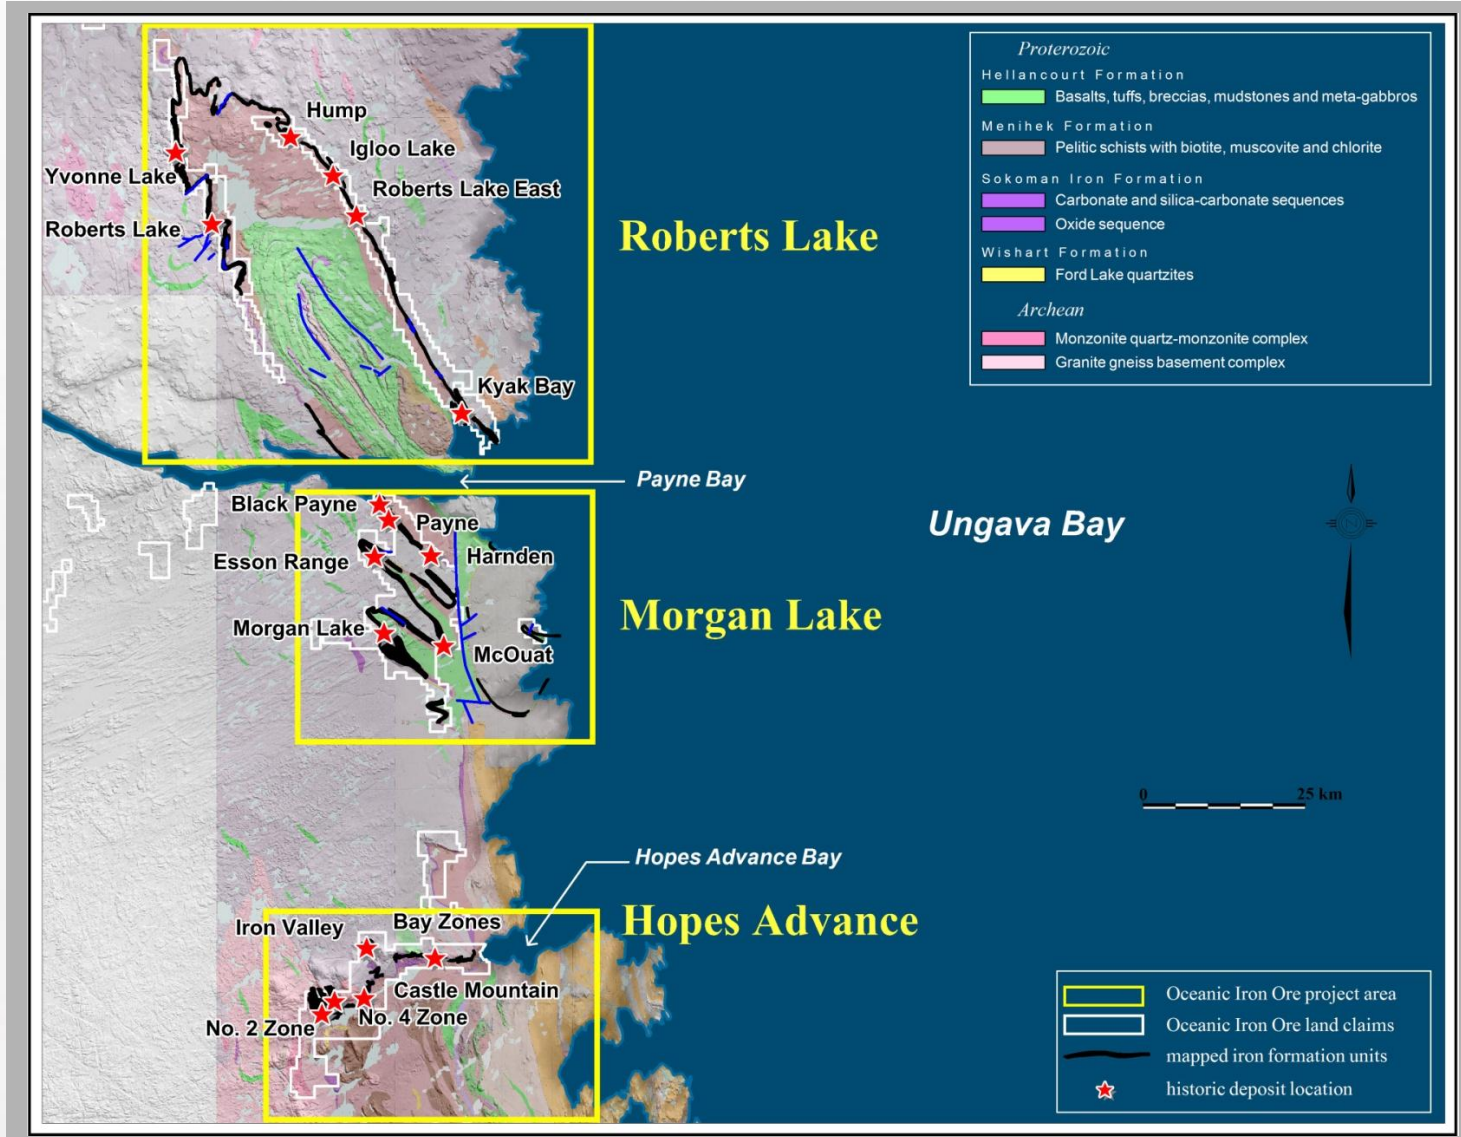 Proterozoic
Hellancourt Formation
Basalts, tuffs, breccias, mudstones and meta-gabbros
Menihek Formation
Pelitic schists with biotite, muscovite and chlorite
Sokoman Iron Formation
Carbonate and silica-carbonate sequences
Oxide sequence
Wishart Formation
Ford Lake quartzites
Archean
Monzonite quartz-monzonite complex
Granite gneiss basement complex
Hump
Igloo Lake
Yvonne Lake
Roberts Lake East
Roberts Lake
Roberts Lake
Kyak Bay
Payne Bay
Black Payne
Payne
Ungava Bay
N
Esson Range
Harnden
Morgan Lake
Morgan Lake
McOuat
0 25 km
Hopes Advance Bay
Hopes Advance
Iron Valley
Bay Zones
Castle Mountain
No. 4 Zone
No. 2 Zone
Oceanic Iron Ore project area
Oceanic Iron Ore land claims
mapped iron formation units
historic deposit location